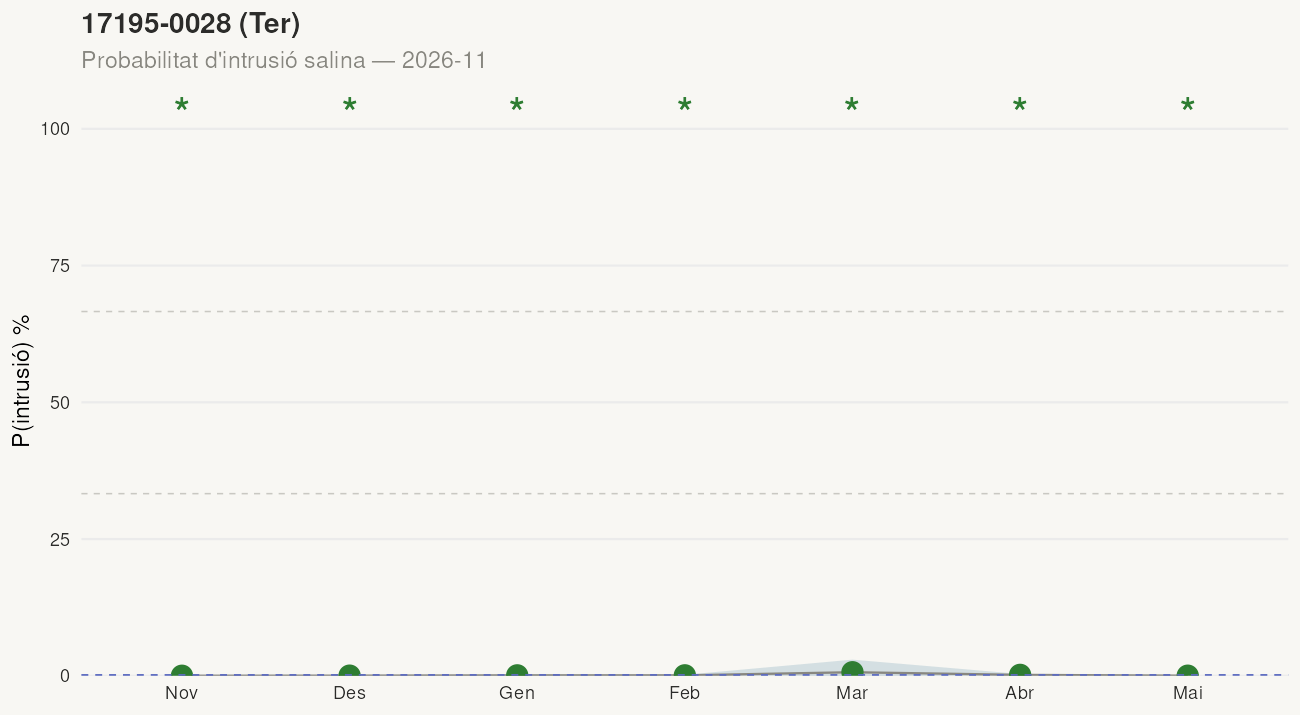 17195-0028 (Ter)
Probabilitat d'intrusió salina — 2026-11
* * * * * * *
100
75
50
25
0
P(intrusió) %
Nov Des Gen Feb Mar Abr Mai